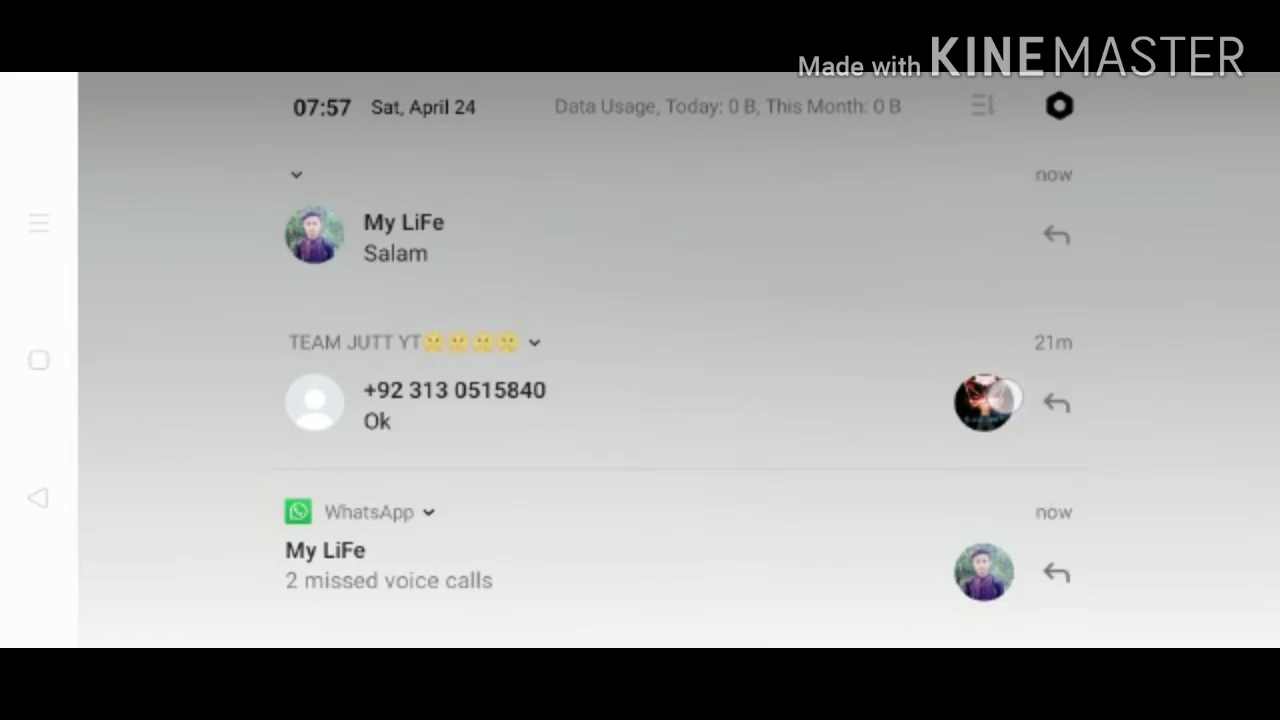 Made with KINEMASTER
07:57 Sat, April 24 Data Usage, Today: 0 B, This Month: 0 B
now
My LiFe
Salam
TEAM JUTT YT🙂🙂🙂🙂 21m
+92 313 0515840
Ok
WhatsApp now
My LiFe
2 missed voice calls